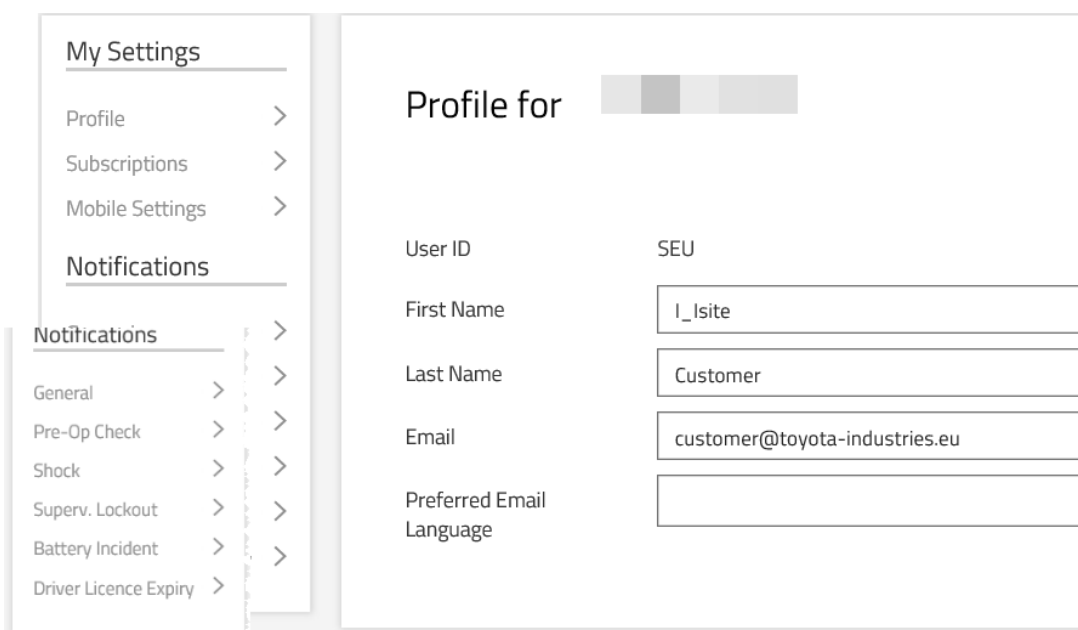 My Settings
Profile
Subscriptions
Mobile Settings
Notifications
Notifications
General
Pre-Op Check
Shock
Superv. Lockout
Battery Incident
Driver Licence Expiry
Profile for
User ID SEU
First Name I_Isite
Last Name Customer
Email customer@toyota-industries.eu
Preferred Email
Language